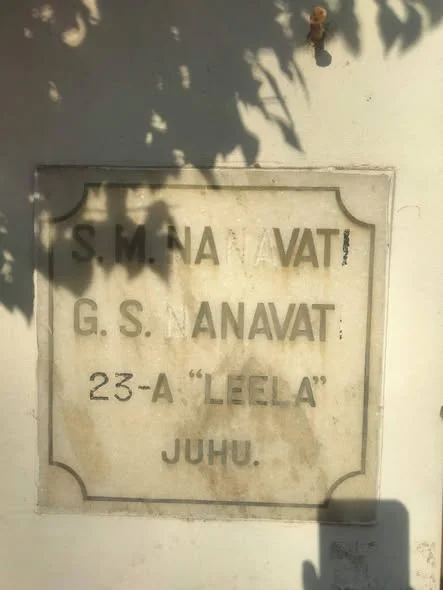 S. M. NANAVATI
G. S. NANAVATI
23-A "LEELA"
JUHU.